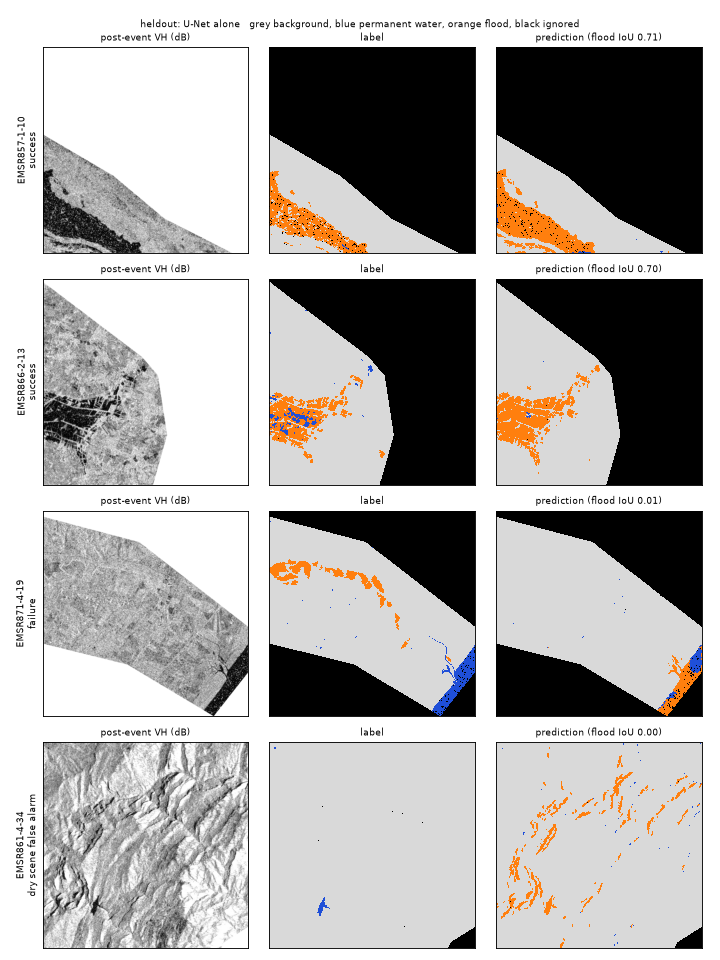 heldout: U-Net alone   grey background, blue permanent water, orange flood, black ignored
post-event VH (dB)
label
prediction (flood IoU 0.71)
EMSR857-1-10
success
post-event VH (dB)
label
prediction (flood IoU 0.70)
EMSR866-2-13
success
post-event VH (dB)
label
prediction (flood IoU 0.01)
EMSR871-4-19
failure
post-event VH (dB)
label
prediction (flood IoU 0.00)
EMSR861-4-34
dry scene false alarm